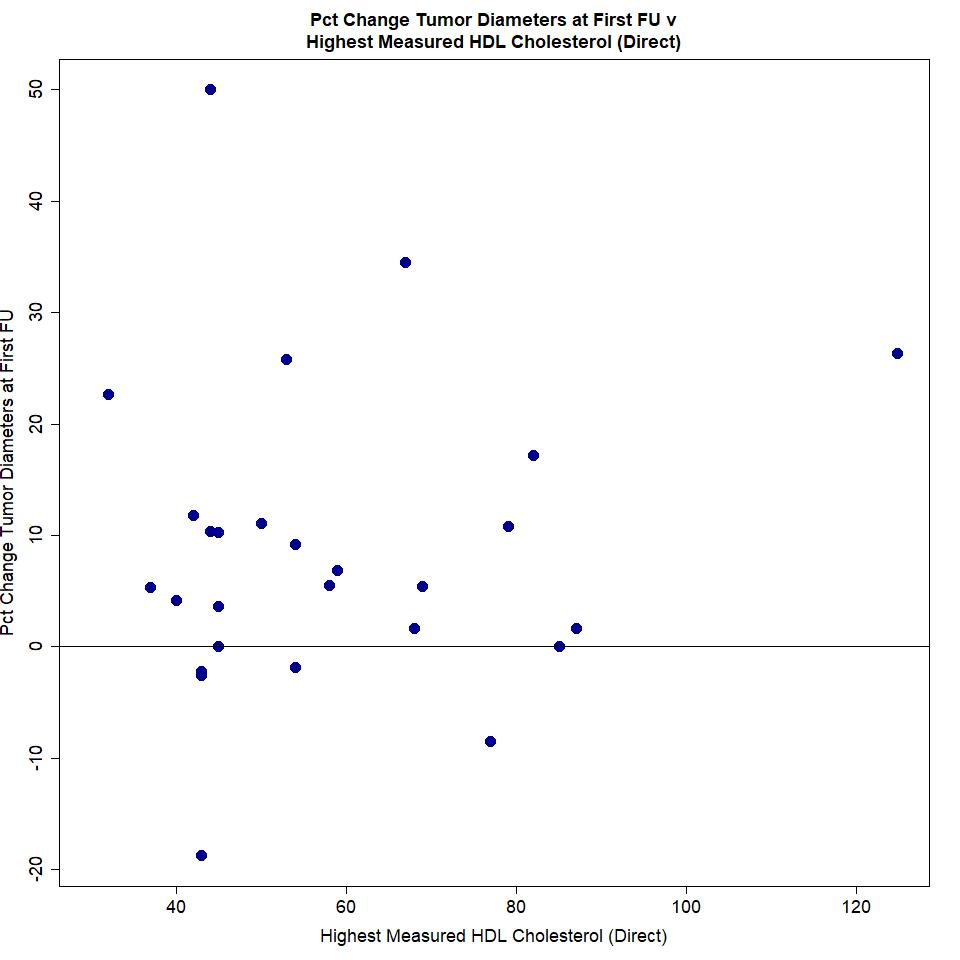 Pct Change Tumor Diameters at First FU v
Highest Measured HDL Cholesterol (Direct)
Pct Change Tumor Diameters at First FU
50
40
30
20
10
0
-10
-20
40 60 80 100 120
Highest Measured HDL Cholesterol (Direct)